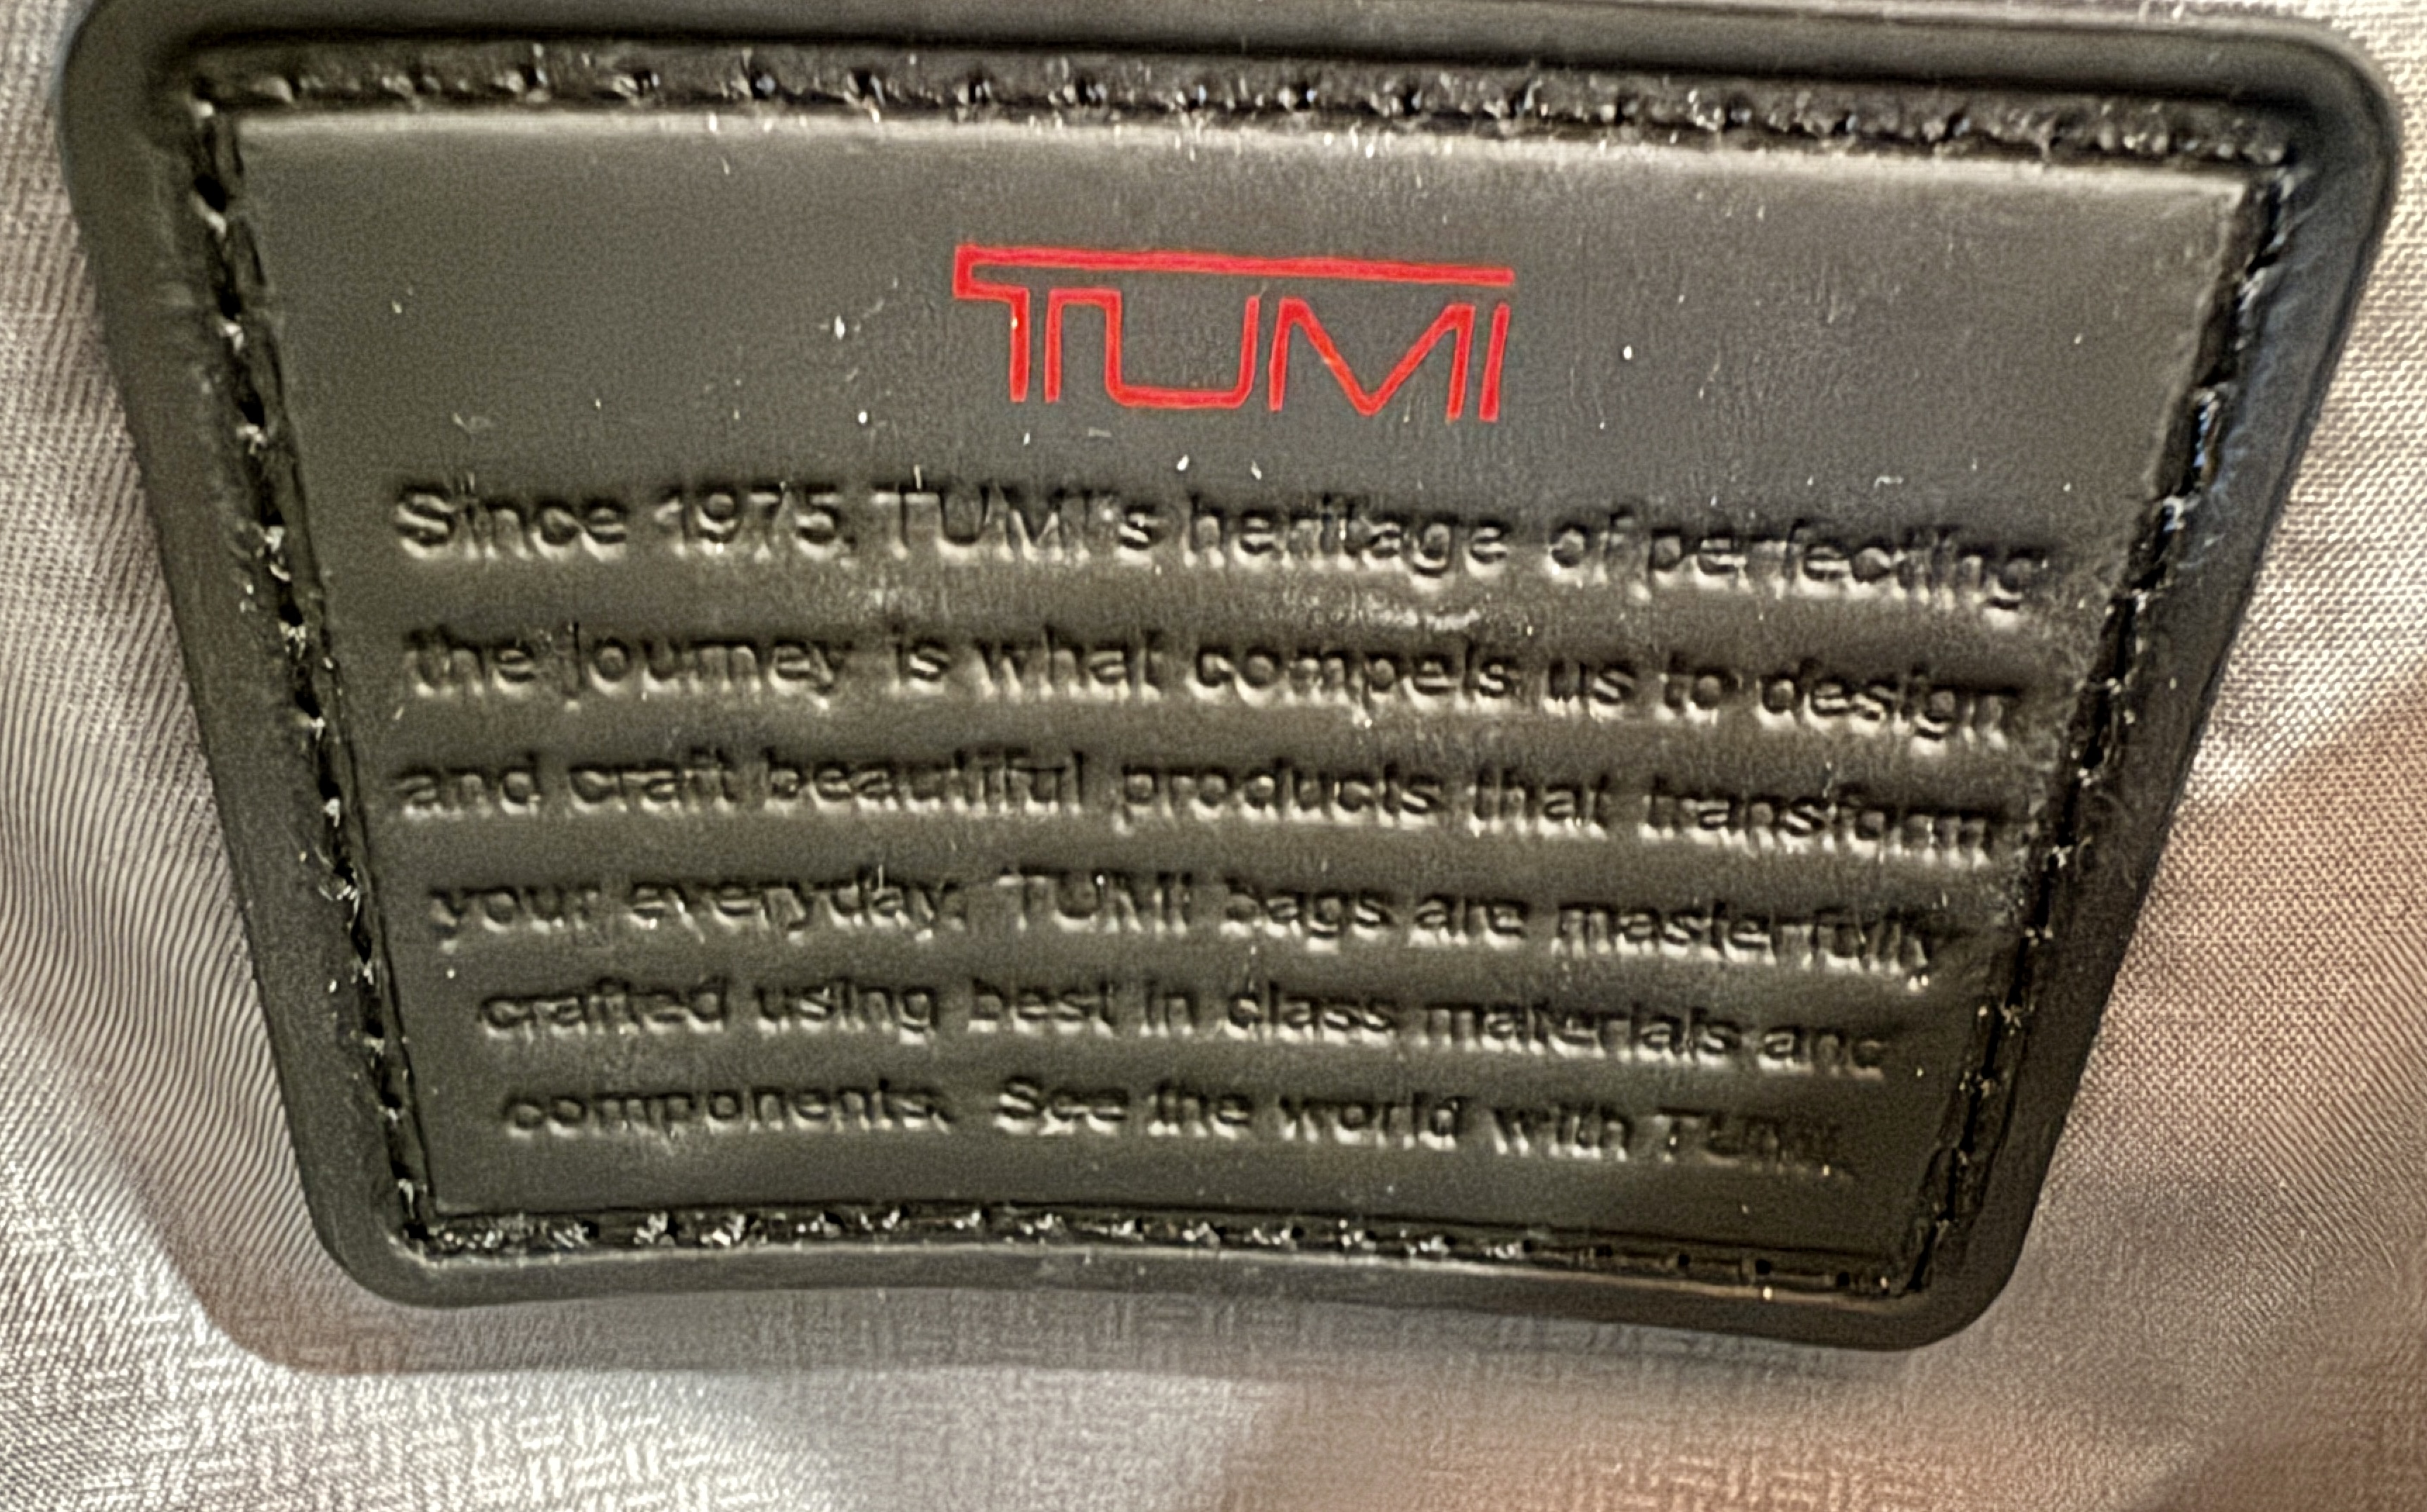 TUMI
Since 1975, TUMI's heritage of perfecting
the journey is what compels us to design
and craft beautiful products that transform
your everyday. TUMI bags are masterfully
crafted using best in class materials and
components. See the world with TUMI.